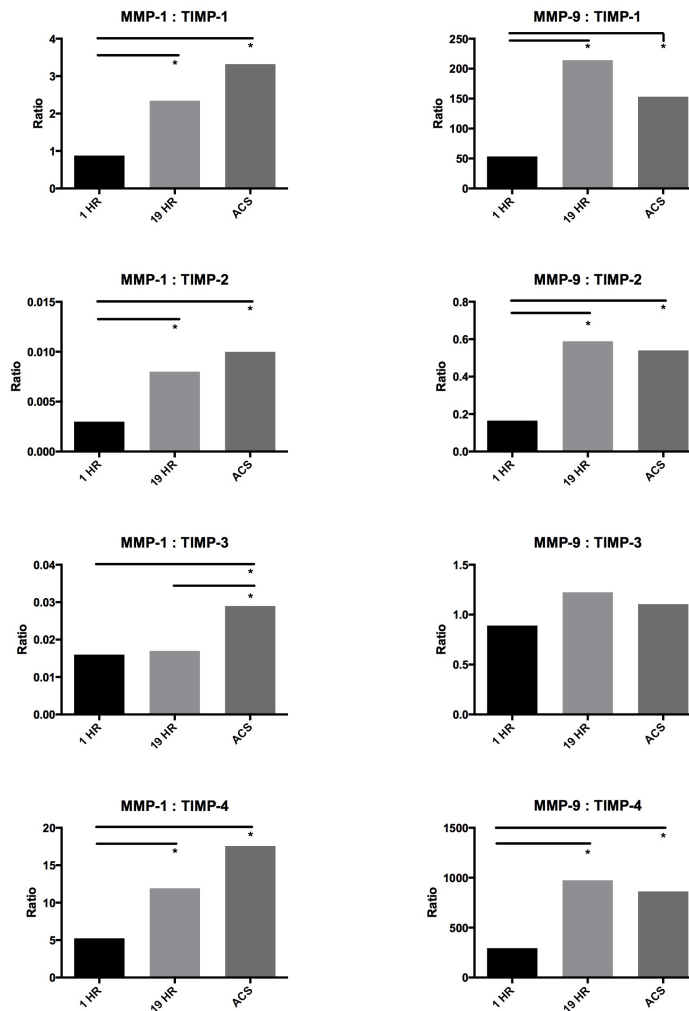 MMP-1 : TIMP-1
Ratio
4
3
2
1
0
*
*
1 HR
19 HR
ACS
MMP-9 : TIMP-1
Ratio
250
200
150
100
50
0
*
*
1 HR
19 HR
ACS
MMP-1 : TIMP-2
Ratio
0.015
0.010
0.005
0.000
*
*
1 HR
19 HR
ACS
MMP-9 : TIMP-2
Ratio
0.8
0.6
0.4
0.2
0.0
*
*
1 HR
19 HR
ACS
MMP-1 : TIMP-3
Ratio
0.04
0.03
0.02
0.01
0.00
*
*
1 HR
19 HR
ACS
MMP-9 : TIMP-3
Ratio
1.5
1.0
0.5
0.0
1 HR
19 HR
ACS
MMP-1 : TIMP-4
Ratio
20
15
10
5
0
*
*
1 HR
19 HR
ACS
MMP-9 : TIMP-4
Ratio
1500
1000
500
0
*
*
1 HR
19 HR
ACS